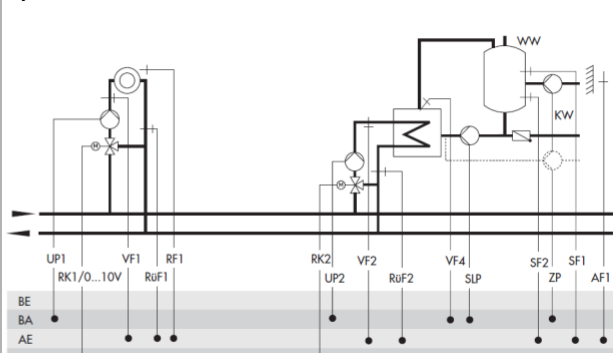 WW
KW
M
M
UP1 VF1 RF1 RK2 VF2 VF4 SF2 SF1
RK1/0...10V RüF1 UP2 RüF2 SLP ZP AF1
BE
BA
AE